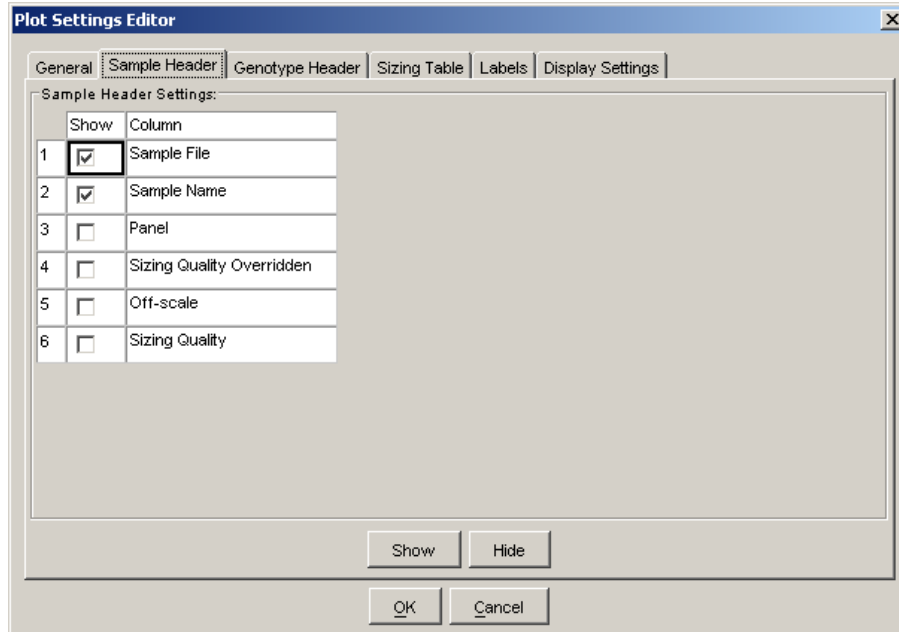 Plot Settings Editor
General Sample Header Genotype Header Sizing Table Labels Display Settings
Sample Header Settings:
Show Column
1 Sample File
2 Sample Name
3 Panel
4 Sizing Quality Overridden
5 Off-scale
6 Sizing Quality
Show Hide
OK Cancel